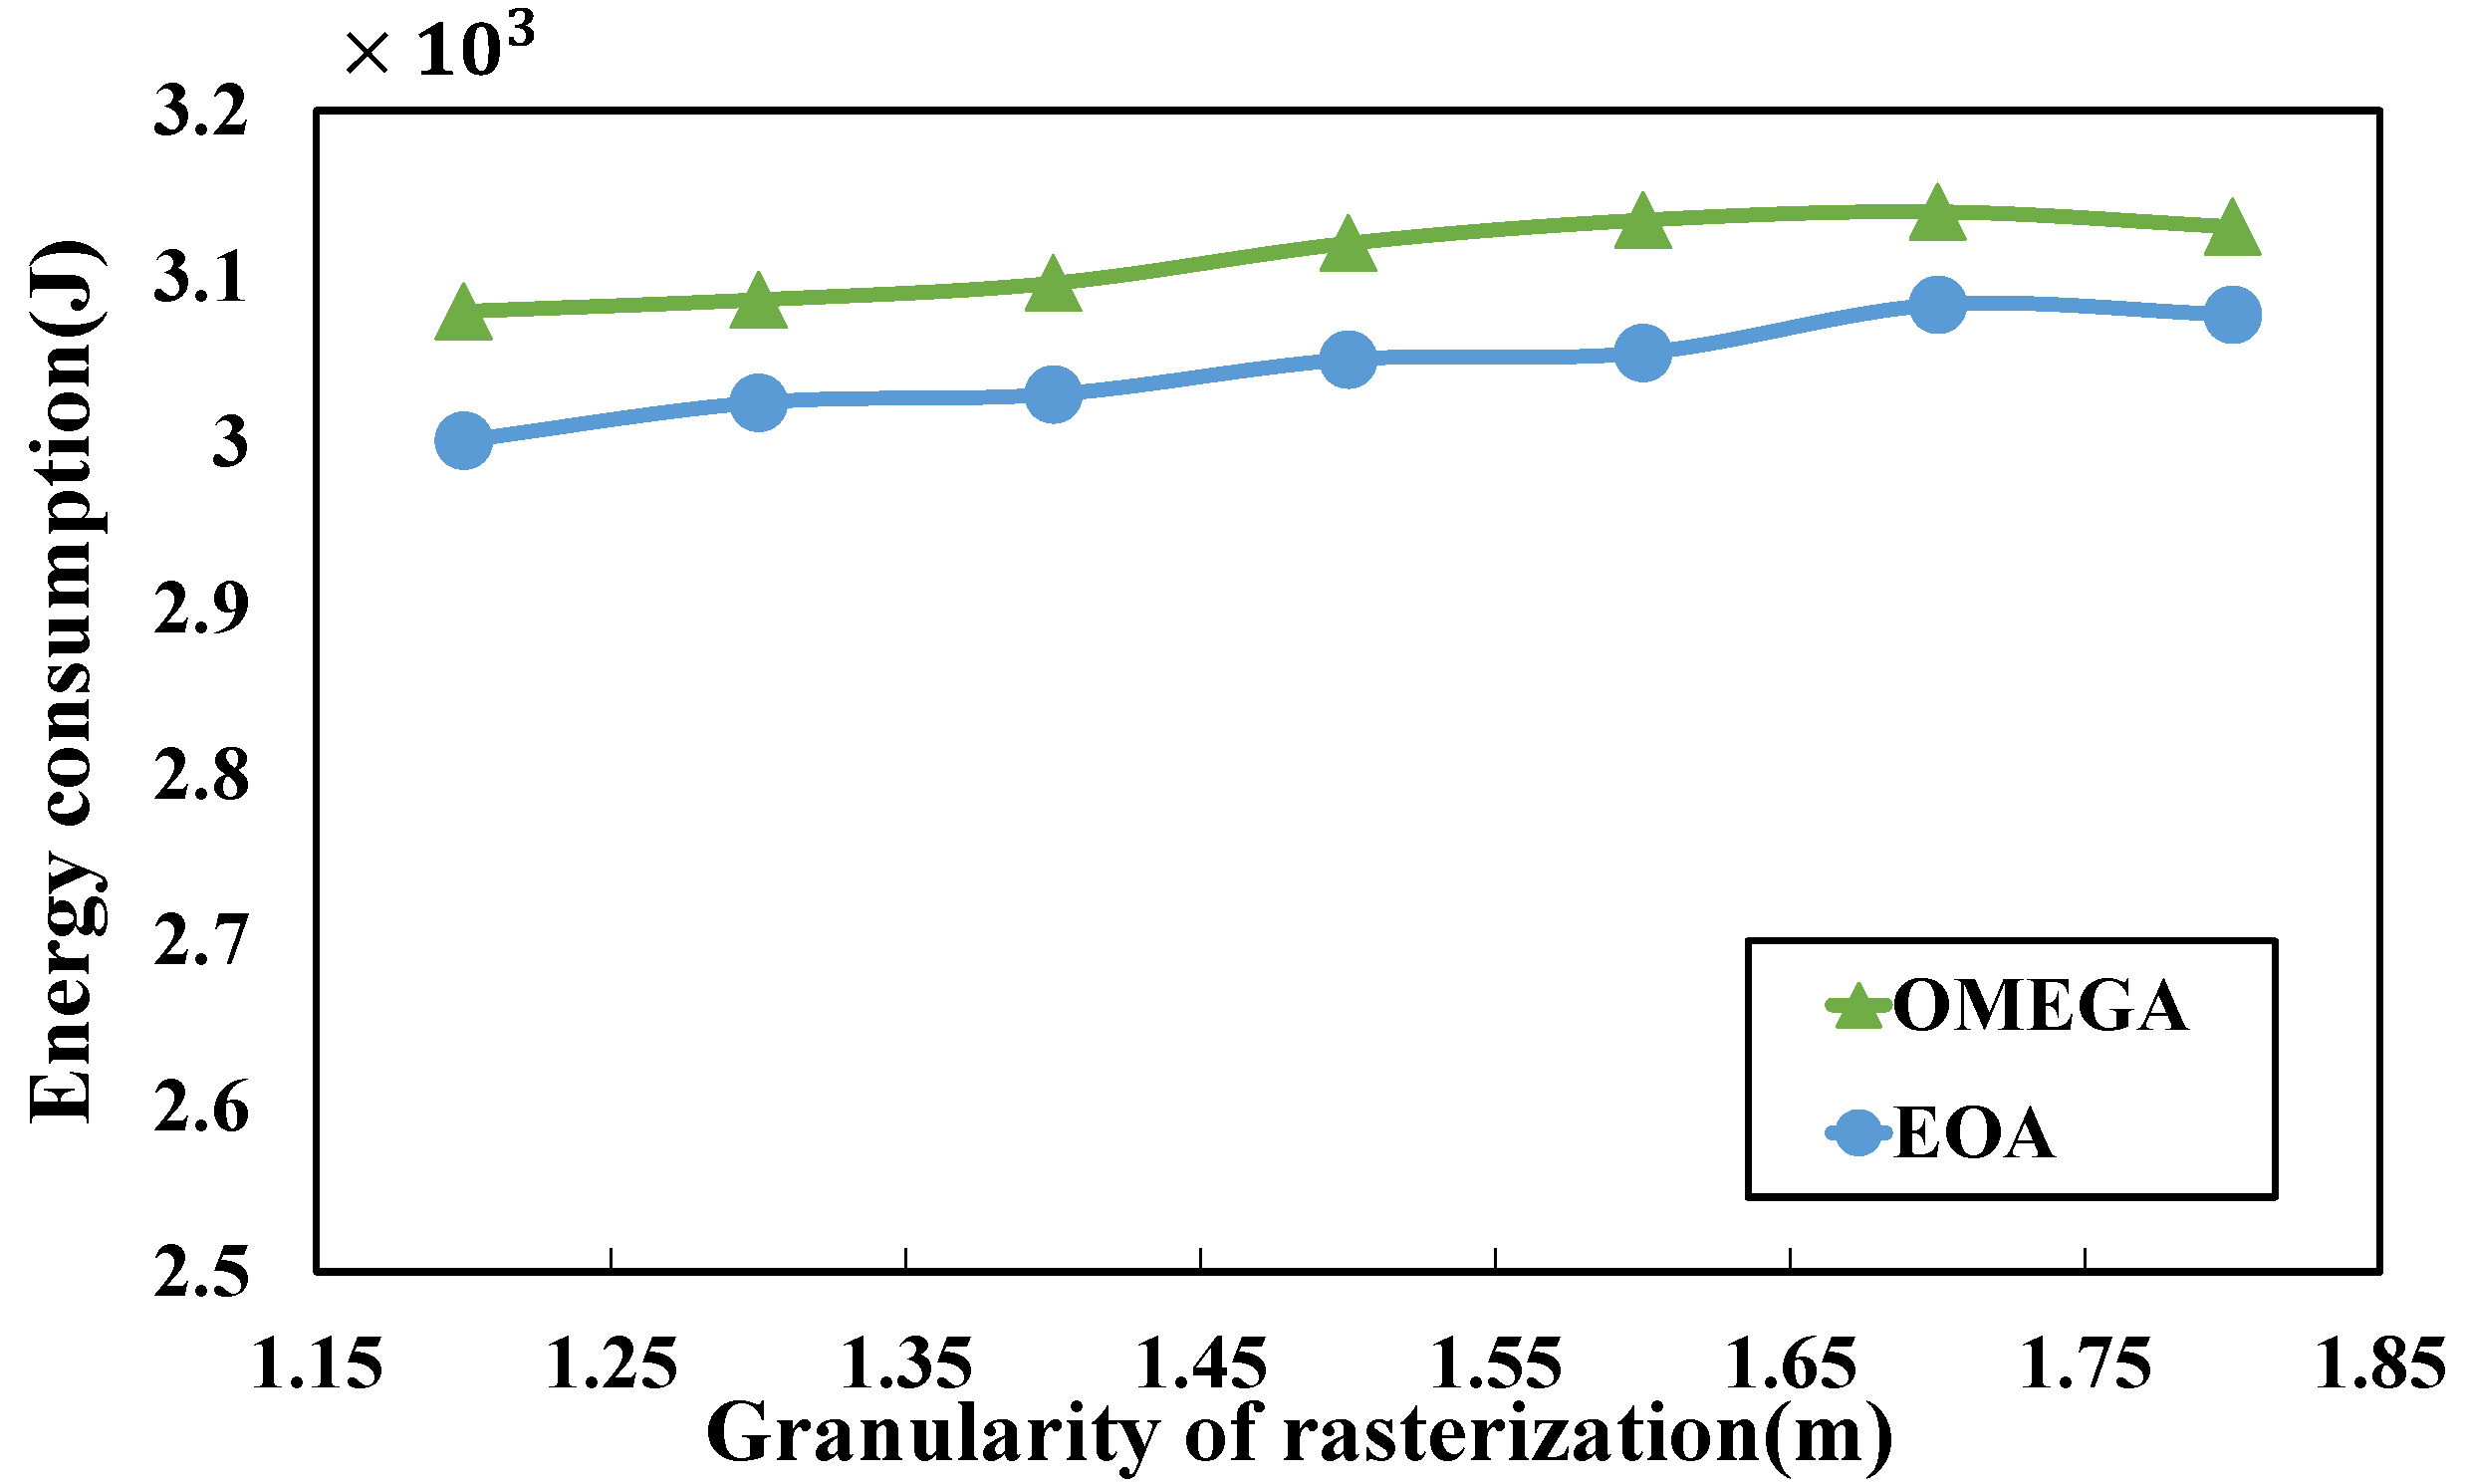 × 10³
3.2
3.1
3
2.9
2.8
2.7
2.6
2.5
Energy consumption(J)
OMEGA
EOA
1.15 1.25 1.35 1.45 1.55 1.65 1.75 1.85
Granularity of rasterization(m)